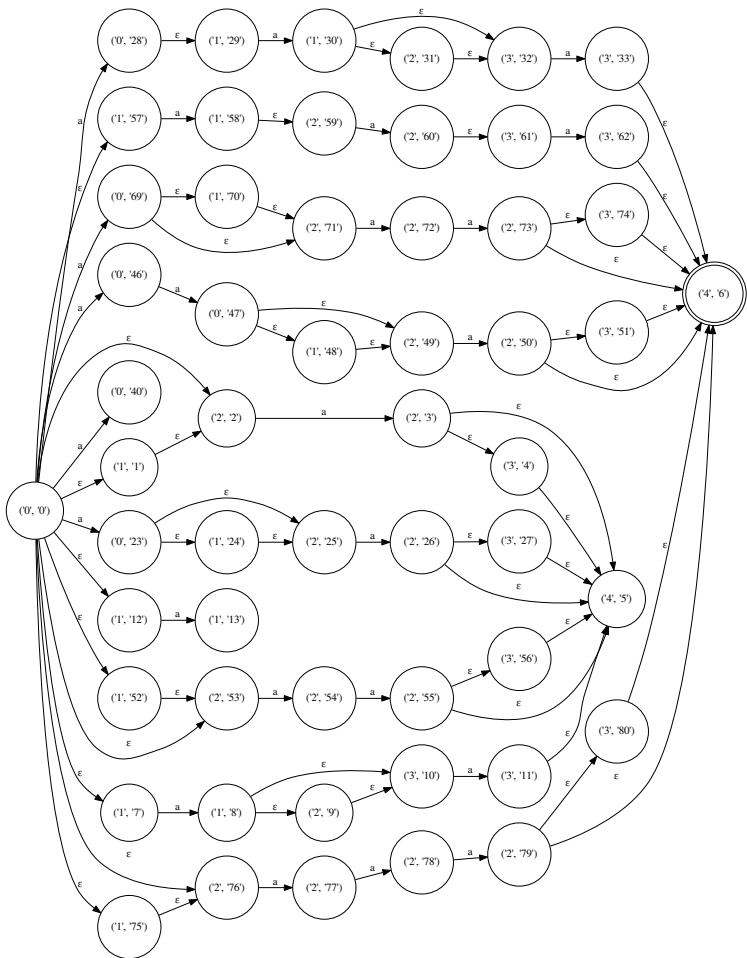 ε
('0', '28') ε ('1', '29') a ('1', '30') ε ('2', '31') ε ('3', '32') a ('3', '33')
a ε
('1', '57') a ('1', '58') ε ('2', '59') a ('2', '60') ε ('3', '61') a ('3', '62')
ε ε
('0', '69') ε ('1', '70') ε ('2', '71') a ('2', '72') a ('2', '73') ε ('3', '74') ε
a ε ε
('0', '46') a ('0', '47') ε ('1', '48') ε ('2', '49') a ('2', '50') ε ('3', '51') ε ('4', '6')
a ε ε
ε
('0', '40')
a
('1', '1') ε ('2', '2') a ('2', '3') ε ('3', '4') ε
ε ε
('0', '0')
a ('0', '23') ε ('1', '24') ε ('2', '25') a ('2', '26') ε ('3', '27') ε
ε ε
('4', '5')
ε ('1', '12') a ('1', '13')
ε ('1', '52') ε ('2', '53') a ('2', '54') a ('2', '55') ε ('3', '56') ε
ε ε
ε ('1', '7') a ('1', '8') ε ('2', '9') ε ('3', '10') a ('3', '11') ε
ε
('3', '80') ε
ε ('2', '76') a ('2', '77') a ('2', '78') a ('2', '79') ε
ε
ε ('1', '75') ε